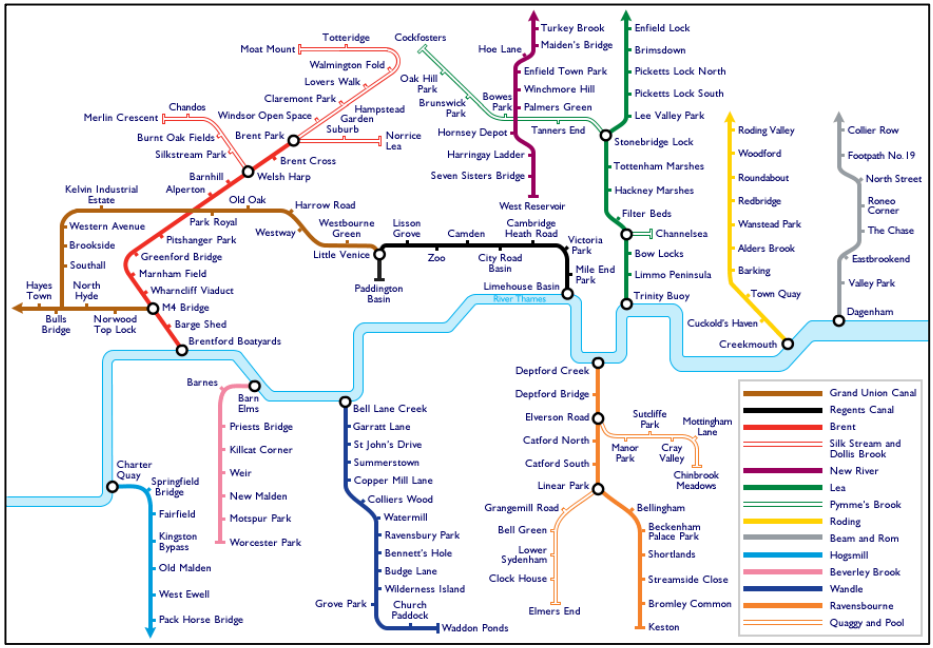 Totteridge
Moat Mount
Walmington Fold
Lovers Walk
Claremont Park
Windsor Open Space
Hampstead
Garden
Suburb
Norrice
Lea
Brent Park
Chandos
Merlin Crescent
Burnt Oak Fields
Silkstream Park
Brent Cross
Welsh Harp
Barnhill
Alperton
Pitshanger Park
Greenford Bridge
Marnham Field
Wharncliff Viaduct
M4 Bridge
Barge Shed
Brentford Boatyards
Kelvin Industrial
Estate
Western Avenue
Brookside
Southall
Hayes
Town
North
Hyde
Bulls
Bridge
Norwood
Top Lock
Park Royal
Old Oak
Harrow Road
Westway
Westbourne
Green
Little Venice
Paddington
Basin
Lisson
Grove
Zoo
Camden
City Road
Basin
Cambridge
Heath Road
Victoria
Park
Mile End
Park
Limehouse Basin
River Thames
Cockfosters
Oak Hill
Park
Brunswick
Park
Bowes
Park
Tanners End
Turkey Brook
Maiden's Bridge
Hoe Lane
Enfield Town Park
Winchmore Hill
Palmers Green
Hornsey Depot
Harringay Ladder
Seven Sisters Bridge
West Reservoir
Enfield Lock
Brimsdown
Picketts Lock North
Picketts Lock South
Lee Valley Park
Stonebridge Lock
Tottenham Marshes
Hackney Marshes
Filter Beds
Channelsea
Bow Locks
Limmo Peninsula
Trinity Buoy
Roding Valley
Woodford
Roundabout
Redbridge
Wanstead Park
Alders Brook
Barking
Town Quay
Cuckold's Haven
Creekmouth
Collier Row
Footpath No.19
North Street
Roneo
Corner
The Chase
Eastbrookend
Valley Park
Dagenham
Charter
Quay
Springfield
Bridge
Fairfield
Kingston
Bypass
Old Malden
West Ewell
Pack Horse Bridge
Barnes
Barn
Elms
Priests Bridge
Killcat Corner
Weir
New Malden
Motspur Park
Worcester Park
Bell Lane Creek
Garratt Lane
St John's Drive
Summerstown
Copper Mill Lane
Colliers Wood
Watermill
Ravensbury Park
Bennett's Hole
Budge Lane
Wilderness Island
Grove Park
Church
Paddock
Waddon Ponds
Deptford Creek
Deptford Bridge
Elverson Road
Catford North
Catford South
Linear Park
Sutcliffe
Park
Mottingham
Lane
Manor
Park
Cray
Valley
Chinbrook
Meadows
Grangemill Road
Bell Green
Lower
Sydenham
Clock House
Elmers End
Bellingham
Beckenham
Palace Park
Shortlands
Streamside Close
Bromley Common
Keston
Grand Union Canal
Regents Canal
Brent
Silk Stream and
Dollis Brook
New River
Lea
Pymme's Brook
Roding
Beam and Rom
Hogsmill
Beverley Brook
Wandle
Ravensbourne
Quaggy and Pool